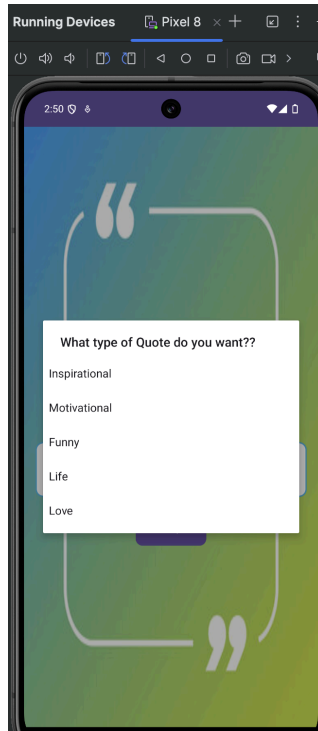 Running Devices
Pixel 8
2:50
What type of Quote do you want??
Inspirational
Motivational
Funny
Life
Love